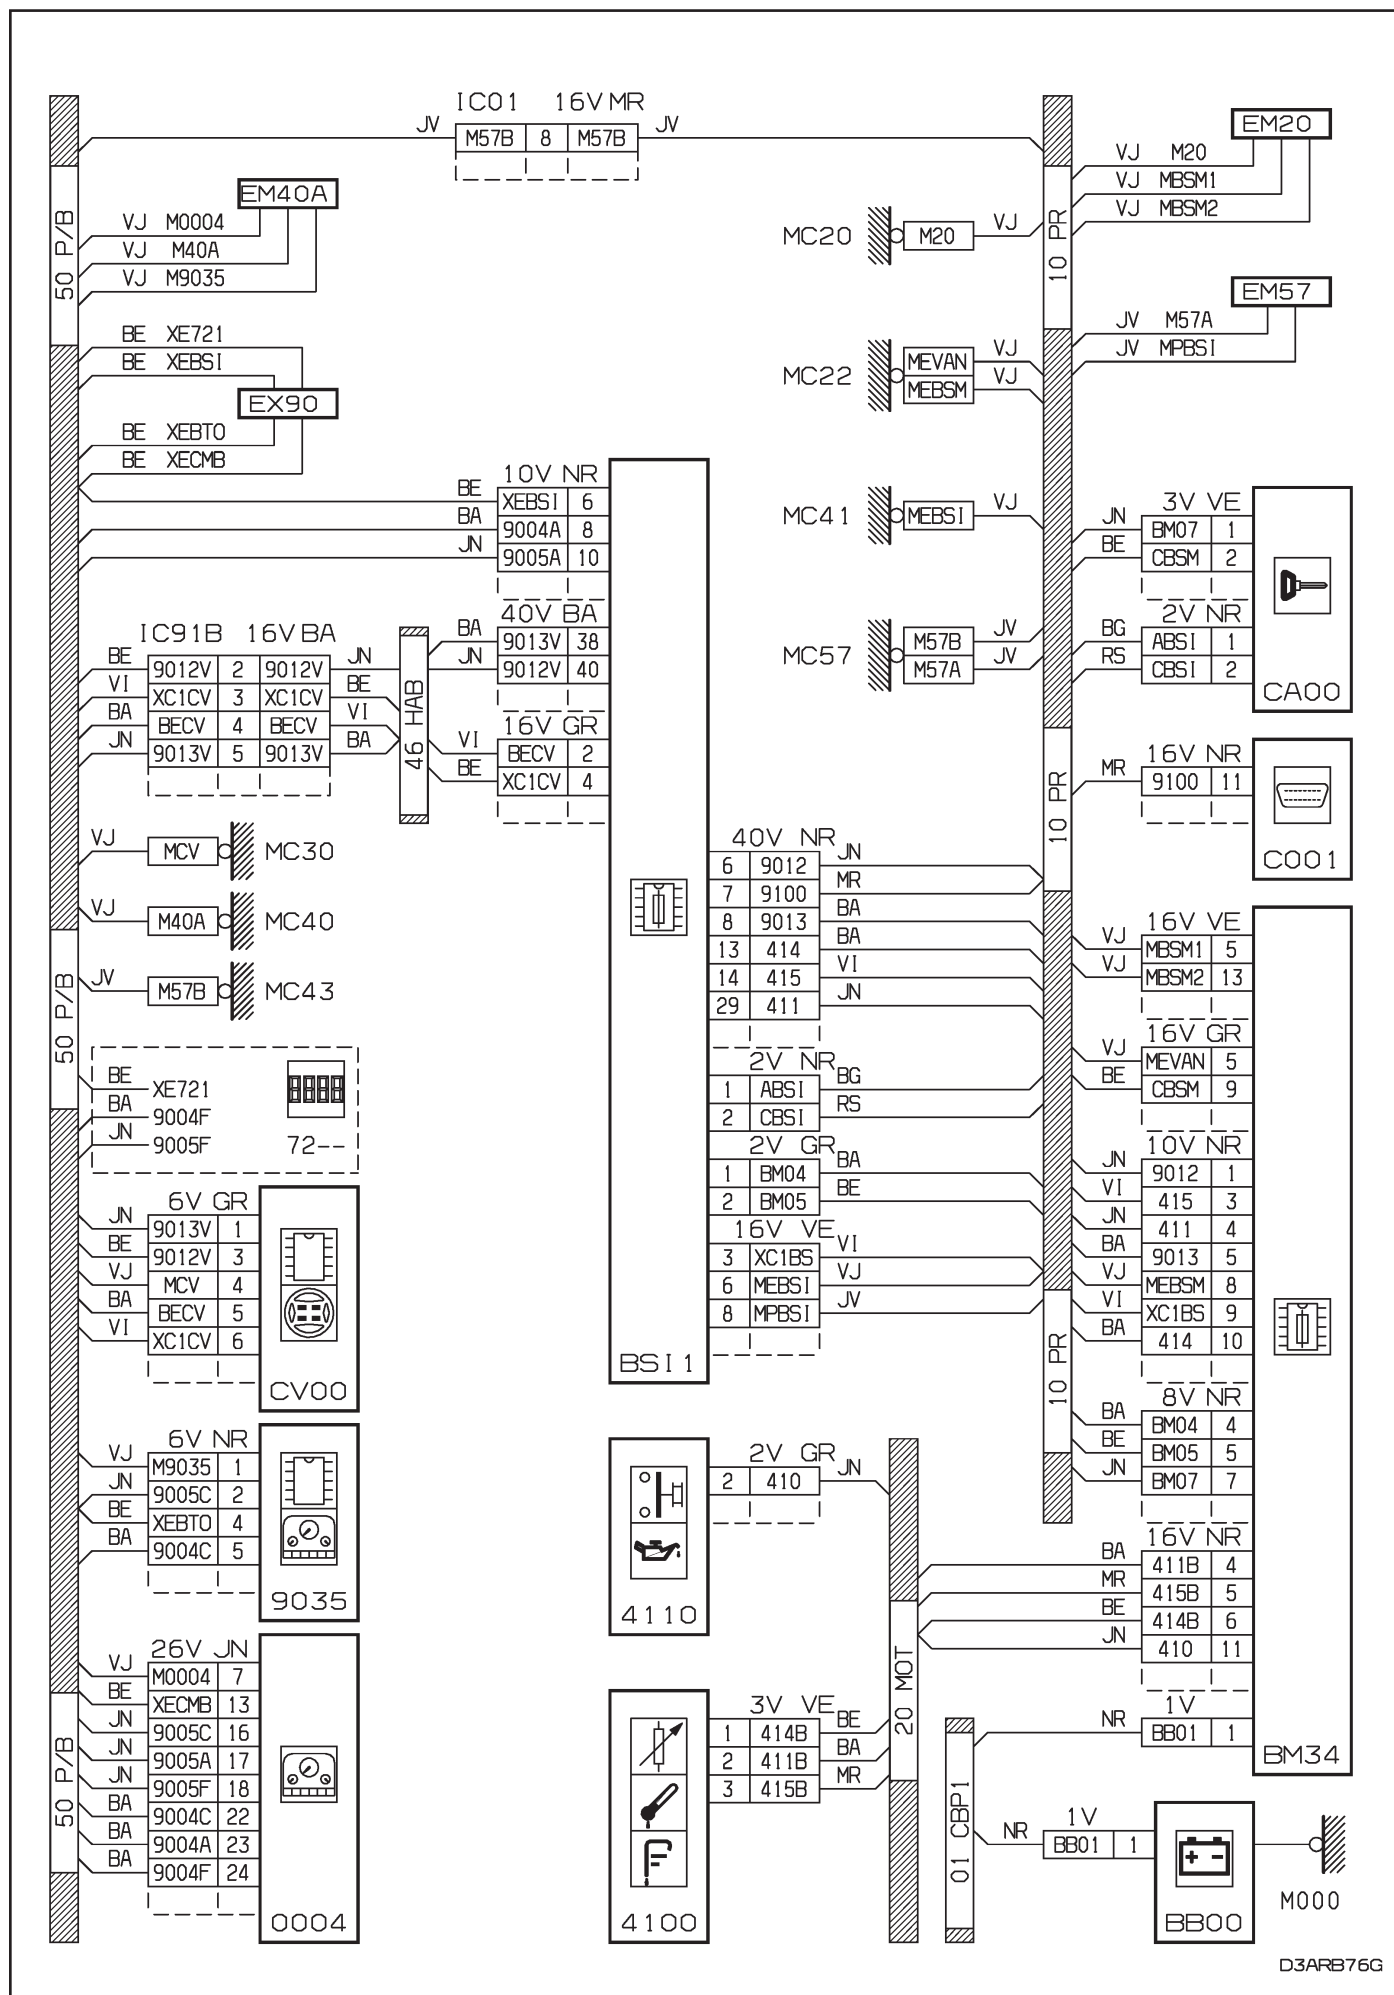 IC01 16V MR
JV M57B 8 M57B JV
50 P/B
EM40A
VJ M0004
VJ M40A
VJ M9035
BE XE721
BE XEBSI
EX90
BE XEBTO
BE XECMB
10V NR
BE XEBSI 6
BA 9004A 8
JN 9005A 10
40V BA
BA 9013V 38
JN 9012V 40
16V GR
VI BECV 2
BE XC1CV 4
IC91B 16V BA
BE 9012V 2 9012V JN
VI XC1CV 3 XC1CV BE
BA BECV 4 BECV VI
JN 9013V 5 9013V BA
46 HAB
VJ MCV MC30
VJ M40A MC40
JV M57B MC43
50 P/B
BE XE721
BA 9004F
JN 9005F
72--
6V GR
JN 9013V 1
BE 9012V 3
VJ MCV 4
BA BECV 5
VI XC1CV 6
CV00
6V NR
VJ M9035 1
JN 9005C 2
BE XEBTO 4
BA 9004C 5
9035
26V JN
VJ M0004 7
BE XECMB 13
JN 9005C 16
JN 9005A 17
JN 9005F 18
BA 9004C 22
BA 9004A 23
BA 9004F 24
0004
50 P/B
BSI1
40V NR
6 9012 JN
7 9100 MR
8 9013 BA
13 414 BA
14 415 VI
29 411 JN
2V NR
1 ABSI BG
2 CBSI RS
2V GR
1 BM04 BA
2 BM05 BE
16V VE
3 XC1BS VI
6 MEBSI VJ
8 MPBSI JV
4110
2V GR
2 410 JN
4100
3V VE
1 414B BE
2 411B BA
3 415B MR
20 MOT
MC20 M20 VJ
MC22 MEVAN VJ
MEBSM VJ
MC41 MEBSI VJ
MC57 M57B JV
M57A JV
10 PR
10 PR
10 PR
EM20
VJ M20
VJ MBSM1
VJ MBSM2
EM57
JV M57A
JV MPBSI
3V VE
JN BM07 1
BE CBSM 2
2V NR
BG ABSI 1
RS CBSI 2
CA00
16V NR
MR 9100 11
C001
16V VE
VJ MBSM1 5
VJ MBSM2 13
16V GR
VJ MEVAN 5
BE CBSM 9
10V NR
JN 9012 1
VI 415 3
JN 411 4
BA 9013 5
VJ MEBSM 8
VI XC1BS 9
BA 414 10
8V NR
BA BM04 4
BE BM05 5
JN BM07 7
16V NR
BA 411B 4
MR 415B 5
BE 414B 6
JN 410 11
1V
NR BB01 1
BM34
01 CBP1
1V
NR BB01 1
+ -
BB00
M000
D3ARB76G